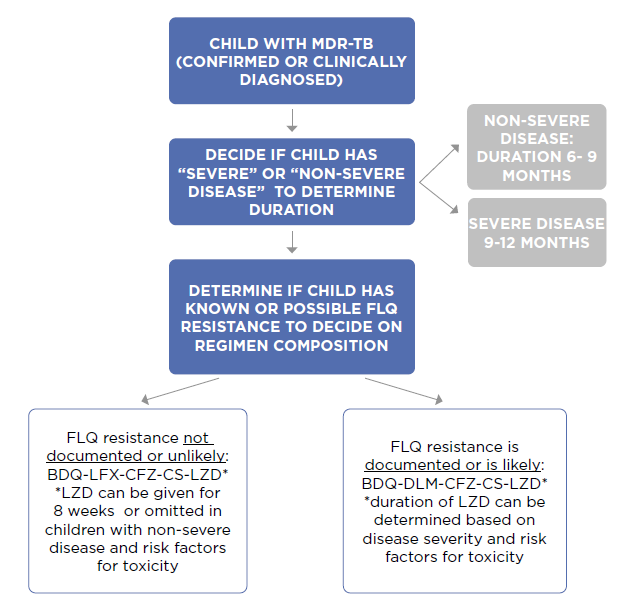 CHILD WITH MDR-TB
(CONFIRMED OR CLINICALLY
DIAGNOSED)
DECIDE IF CHILD HAS
“SEVERE” OR “NON-SEVERE
DISEASE” TO DETERMINE
DURATION
NON-SEVERE
DISEASE:
DURATION 6- 9
MONTHS
SEVERE DISEASE
9-12 MONTHS
DETERMINE IF CHILD HAS
KNOWN OR POSSIBLE FLQ
RESISTANCE TO DECIDE ON
REGIMEN COMPOSITION
FLQ resistance not
documented or unlikely:
BDQ-LFX-CFZ-CS-LZD*
*LZD can be given for
8 weeks or omitted in
children with non-severe
disease and risk factors
for toxicity
FLQ resistance is
documented or is likely:
BDQ-DLM-CFZ-CS-LZD*
*duration of LZD can be
determined based on
disease severity and risk
factors for toxicity